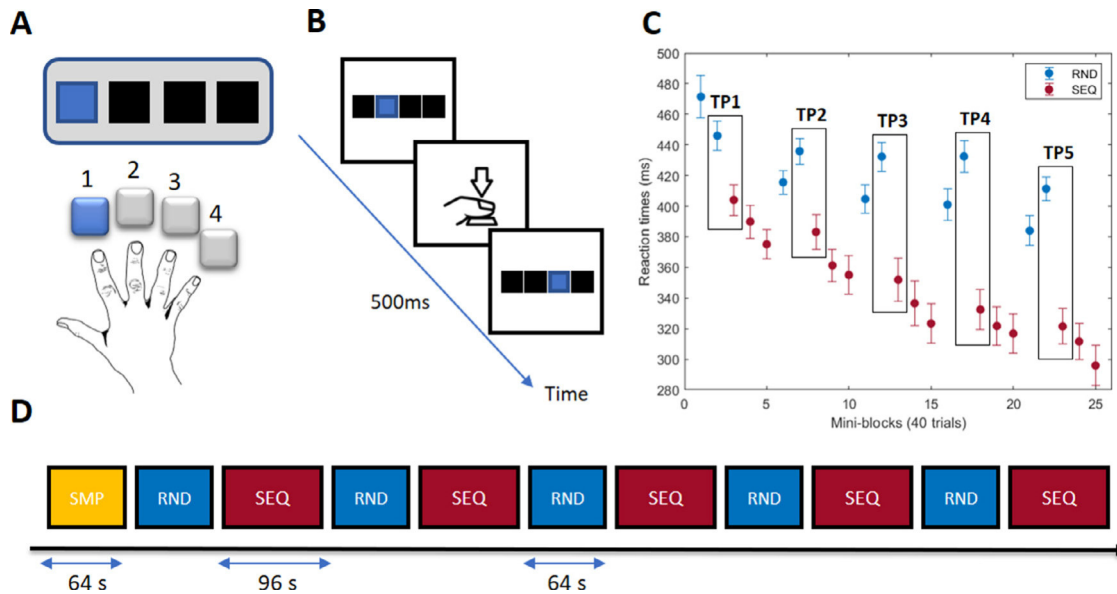 A
1
2
3
4
B
500ms
Time
C
500
480
460
440
420
400
380
360
340
320
300
280
Reaction times (ms)
RND
SEQ
TP1
TP2
TP3
TP4
TP5
0
5
10
15
20
25
Mini-blocks (40 trials)
D
SMP
RND
SEQ
RND
SEQ
RND
SEQ
RND
SEQ
RND
SEQ
64 s
96 s
64 s